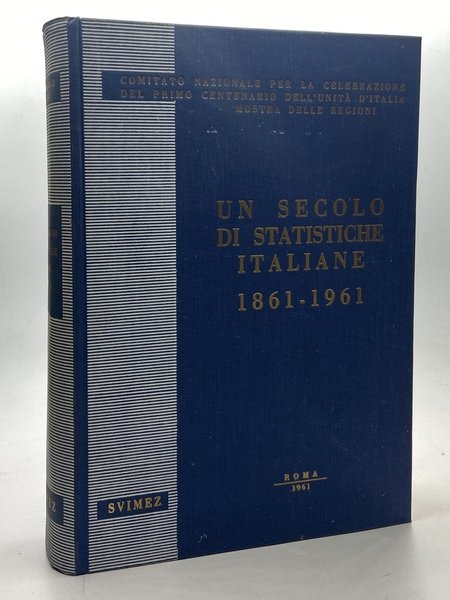 COMITATO NAZIONALE PER LA CELEBRAZIONE
DEL PRIMO CENTENARIO DELL'UNITÀ D'ITALIA
MOSTRA DELLE REGIONI
UN SECOLO
DI STATISTICHE
ITALIANE
1861-1961
ROMA
1961
SVIMEZ